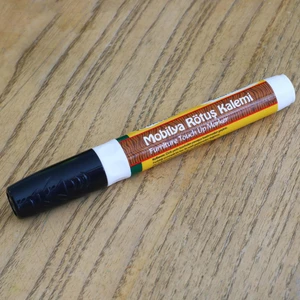 Mobilya Rötuş Kalemi
Furniture Touch Up Marker